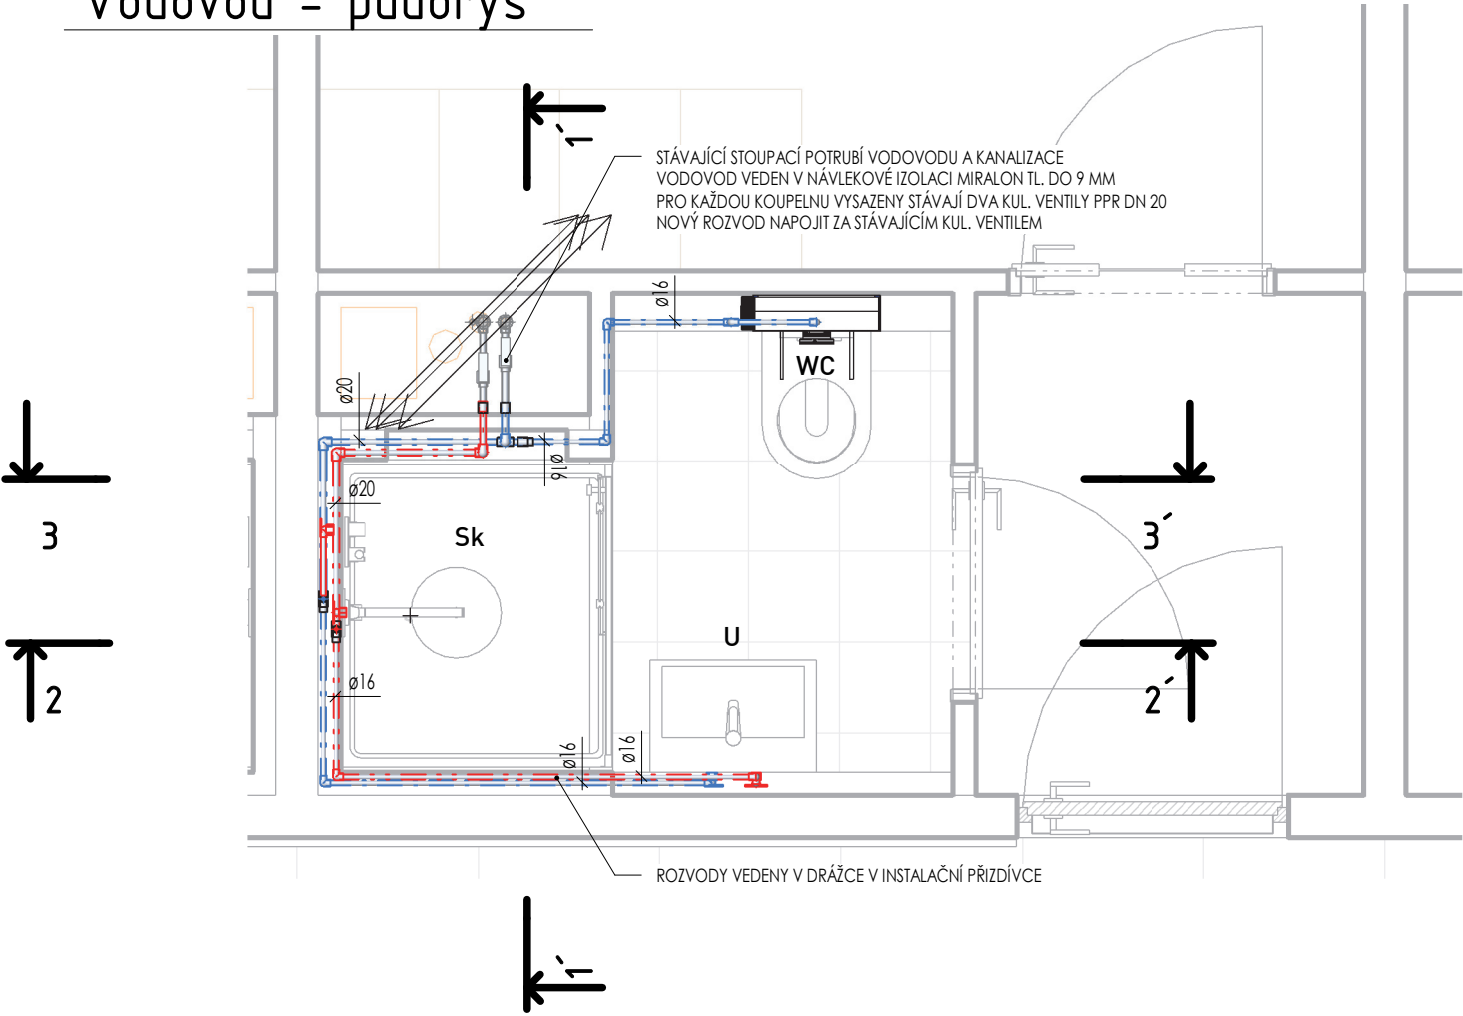 Vodovod - půdorys
1´
STÁVAJÍCÍ STOUPACÍ POTRUBÍ VODOVODU A KANALIZACE
VODOVOD VEDEN V NÁVLEKOVÉ IZOLACI MIRALON TL. DO 9 MM
PRO KAŽDOU KOUPELNU VYSAZENY STÁVAJÍ DVA KUL. VENTILY PPR DN 20
NOVÝ ROZVOD NAPOJIT ZA STÁVAJÍCÍM KUL. VENTILEM
ø16
WC
ø20
ø16
ø20
3
Sk
3´
U
2
ø16
2´
ø16
ø16
ROZVODY VEDENY V DRÁŽCE V INSTALAČNÍ PŘIZDÍVCE
1´